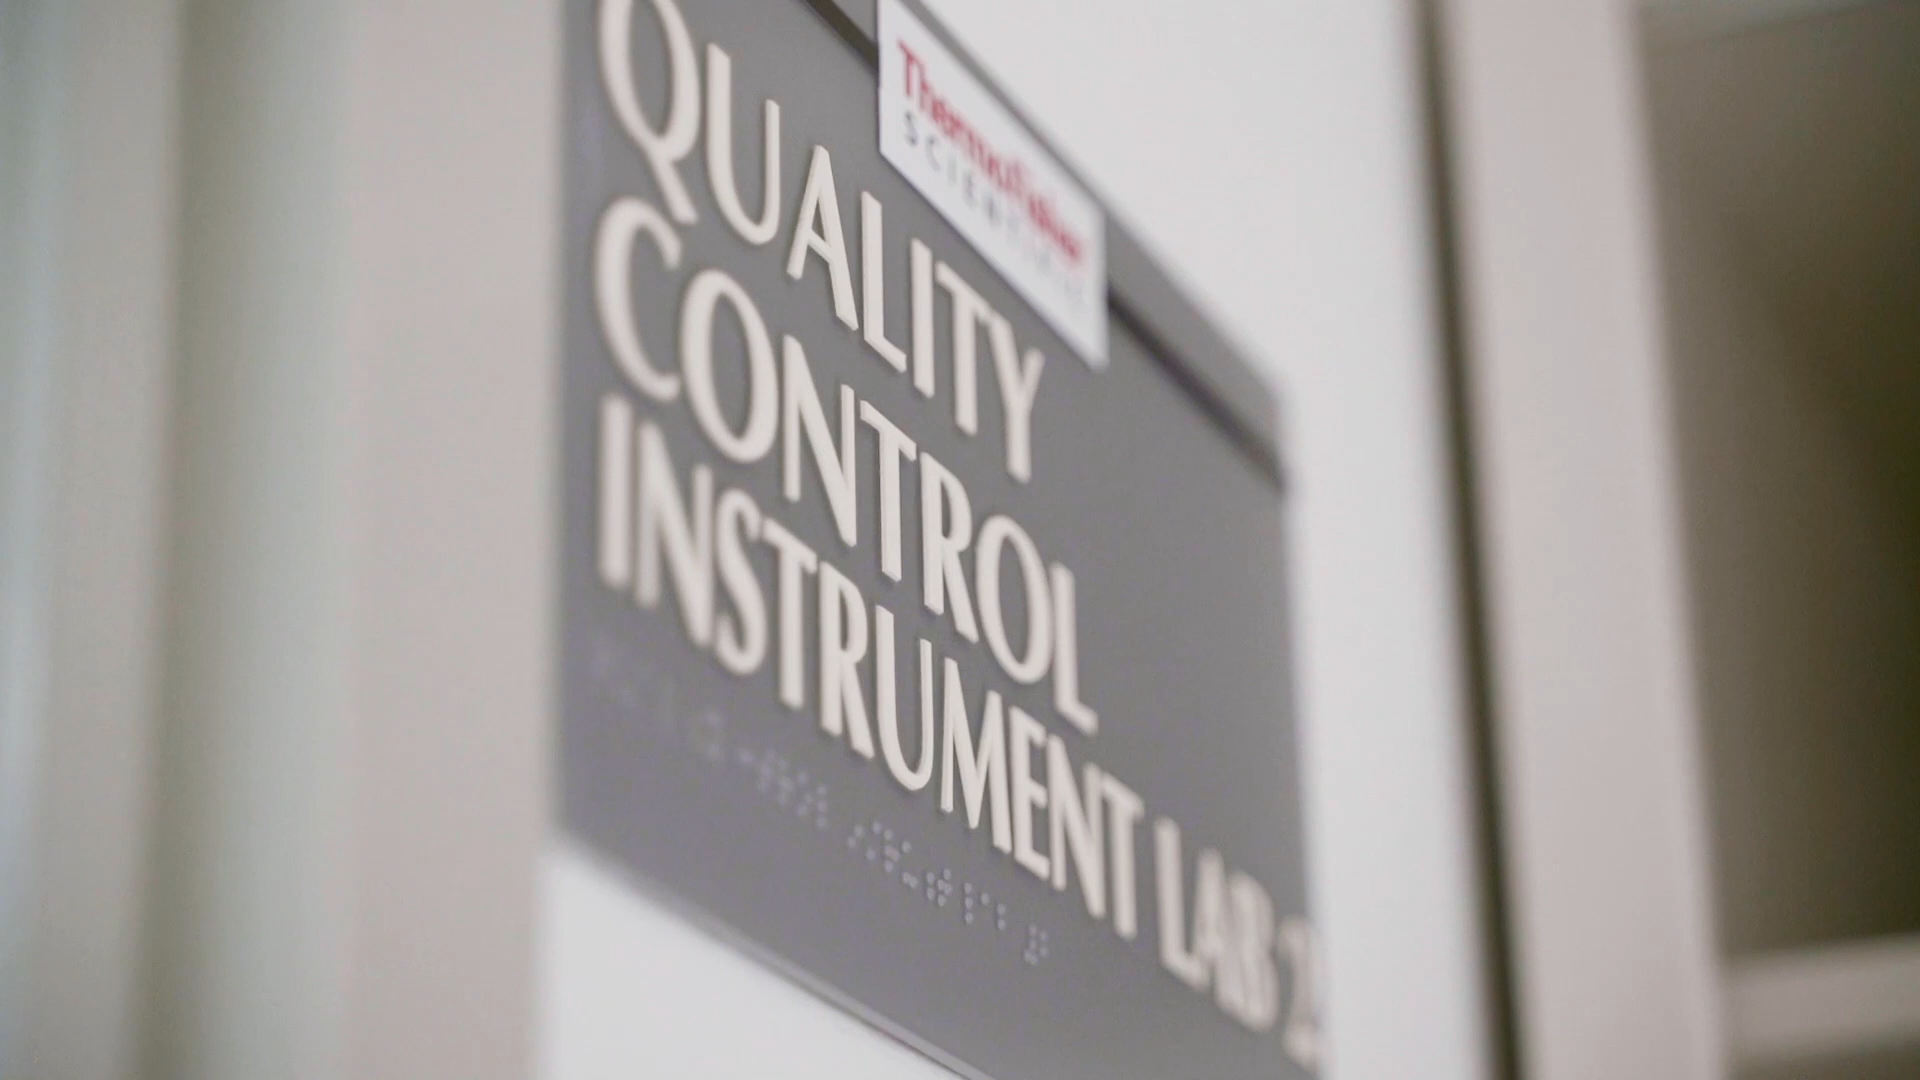 ThermoFisher
SCIENTIFIC
QUALITY
CONTROL
INSTRUMENT LAB